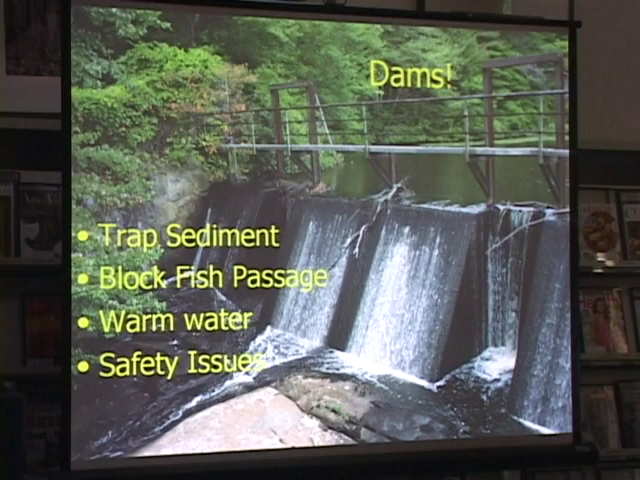 Dams!
• Trap Sediment
• Block Fish Passage
• Warm water
• Safety Issues